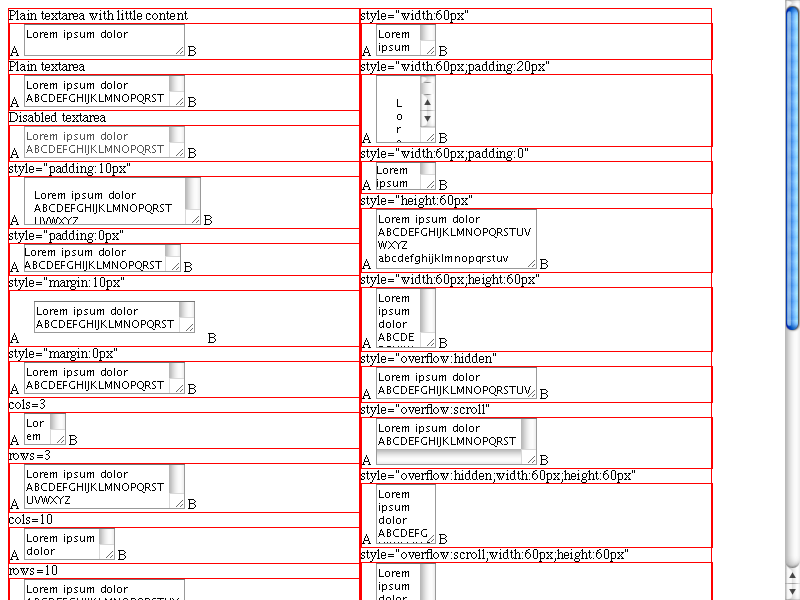 Plain textarea with little content
Lorem ipsum dolor
A B
Plain textarea
Lorem ipsum dolor
ABCDEFGHIJKLMNOPQRST
A B
Disabled textarea
Lorem ipsum dolor
ABCDEFGHIJKLMNOPQRST
A B
style="padding:10px"
Lorem ipsum dolor
ABCDEFGHIJKLMNOPQRST
UVWXYZ
A B
style="padding:0px"
Lorem ipsum dolor
ABCDEFGHIJKLMNOPQRST
A B
style="margin:10px"
Lorem ipsum dolor
ABCDEFGHIJKLMNOPQRST
A B
style="margin:0px"
Lorem ipsum dolor
ABCDEFGHIJKLMNOPQRST
A B
cols=3
Lor
em
A B
rows=3
Lorem ipsum dolor
ABCDEFGHIJKLMNOPQRST
UVWXYZ
A B
cols=10
Lorem ipsum
dolor
A B
rows=10
Lorem ipsum dolor
ABCDEFGHIJKLMNOPQRSTUV
style="width:60px"
Lorem
ipsum
A B
style="width:60px;padding:20px"
L
o
r
A B
style="width:60px;padding:0"
Lorem
ipsum
A B
style="height:60px"
Lorem ipsum dolor
ABCDEFGHIJKLMNOPQRSTUV
WXYZ
abcdefghijklmnopqrstuv
A B
style="width:60px;height:60px"
Lorem
ipsum
dolor
ABCDE
A B
style="overflow:hidden"
Lorem ipsum dolor
ABCDEFGHIJKLMNOPQRSTUV
A B
style="overflow:scroll"
Lorem ipsum dolor
ABCDEFGHIJKLMNOPQRST
A B
style="overflow:hidden;width:60px;height:60px"
Lorem
ipsum
dolor
ABCDEFG
A B
style="overflow:scroll;width:60px;height:60px"
Lorem
ipsum
dolor